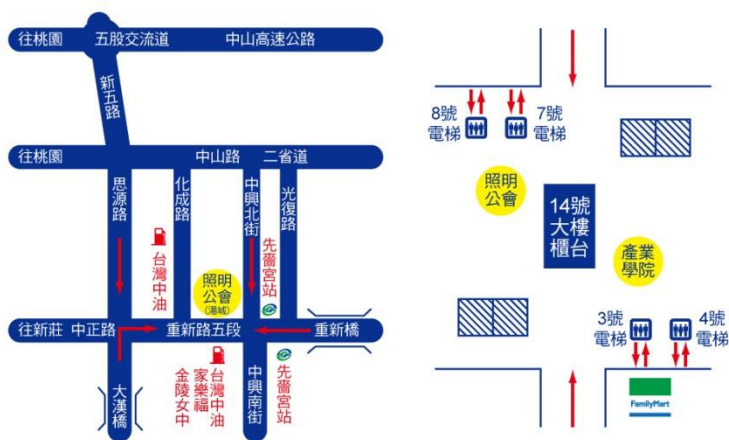 往桃園 五股交流道 中山高速公路
新五路
往桃園 中山路 二省道
思源路
化成路
中興北街
光復路
台灣中油
照明
公會
(湯城)
先嗇宮站
往新莊 中正路 重新路五段 重新橋
大漢橋
台灣中油
家樂福
金陵女中
中興南街
先嗇宮站
8號
電梯
7號
電梯
照明
公會
14號
大樓
櫃台
產業
學院
3號
電梯
4號
電梯
FamilyMart